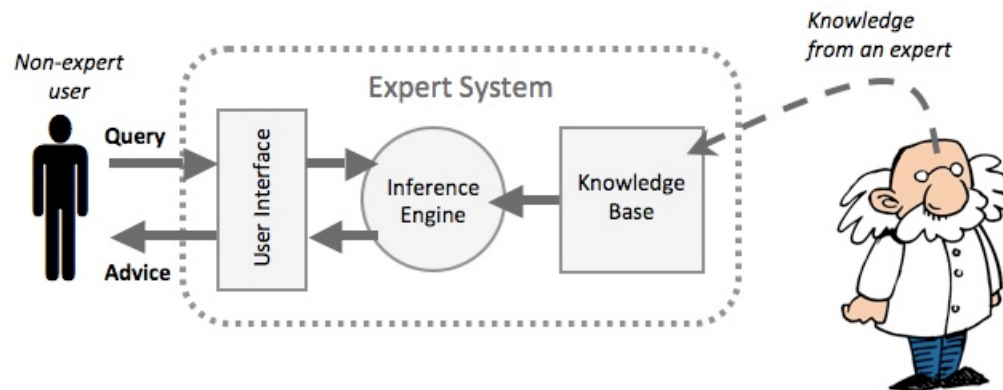 Knowledge
from an expert
Non-expert
user
Expert System
Query
User Interface
Inference
Engine
Knowledge
Base
Advice